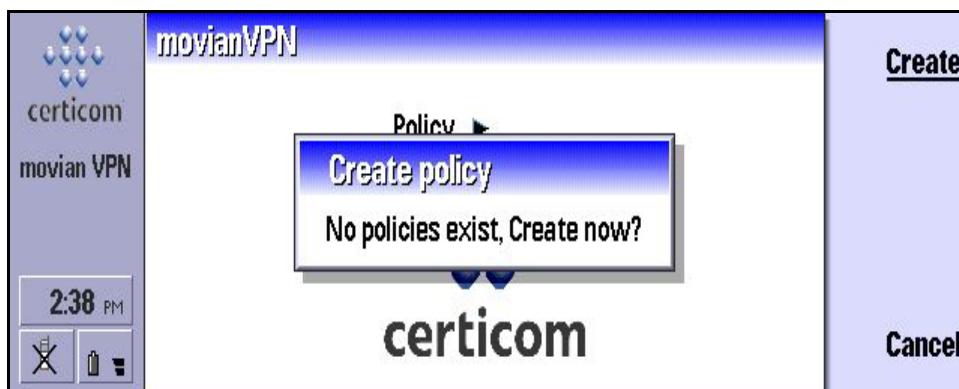 certicom
movian VPN
2:38 PM
movianVPN
Policy
Create policy
No policies exist, Create now?
certicom
Create
Cancel